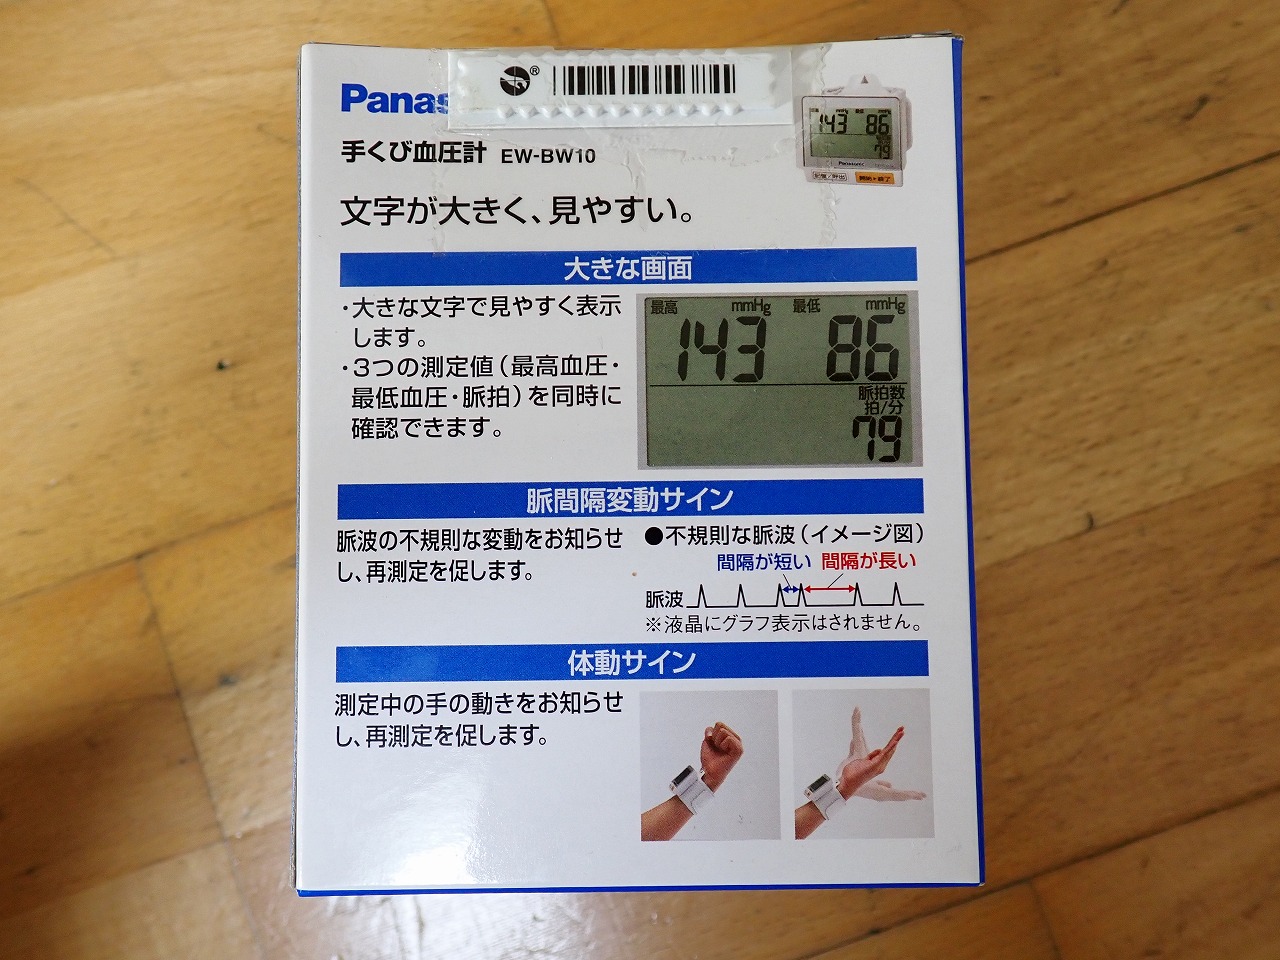 Panas
®
手くび血圧計 EW-BW10
文字が大きく、見やすい。
143 86
79
Panasonic
大きな画面
・大きな文字で見やすく表示
します。
・3つの測定値(最高血圧・
最低血圧・脈拍)を同時に
確認できます。
最高 mmHg 最低 mmHg
143 86
脈拍数
拍/分
79
脈間隔変動サイン
脈波の不規則な変動をお知らせ
し、再測定を促します。
●不規則な脈波(イメージ図)
間隔が短い 間隔が長い
脈波
※液晶にグラフ表示はされません。
体動サイン
測定中の手の動きをお知らせ
し、再測定を促します。